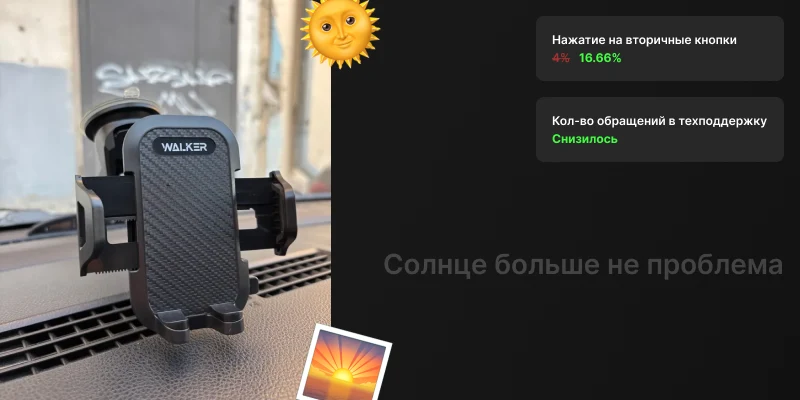 WALKER
Нажатие на вторичные кнопки
4% 16.66%
Кол-во обращений в техподдержку
Снизилось
Солнце больше не проблема